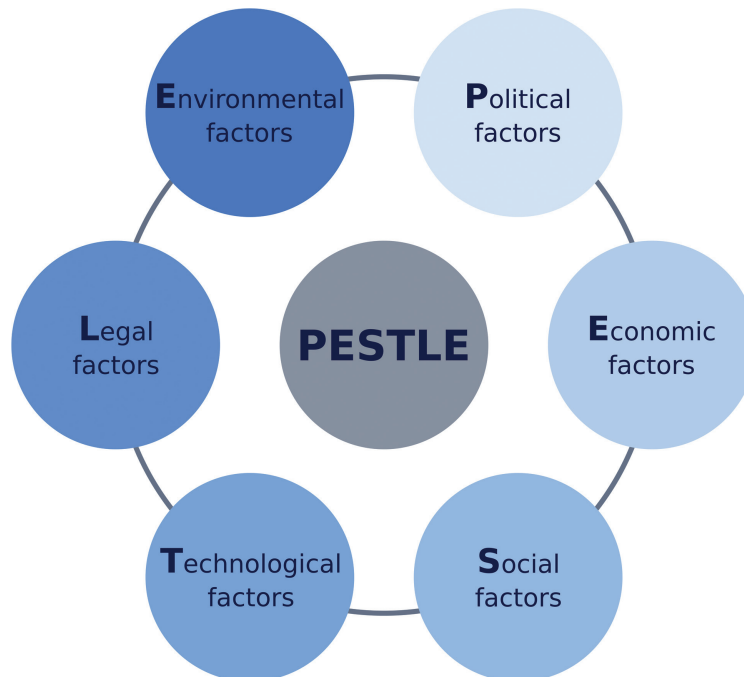 Environmental
factors
Political
factors
Legal
factors
PESTLE
Economic
factors
Technological
factors
Social
factors